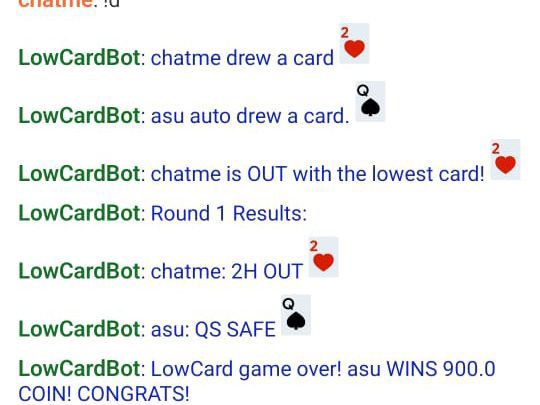 chatme: !d
LowCardBot: chatme drew a card 2
LowCardBot: asu auto drew a card. Q
LowCardBot: chatme is OUT with the lowest card! 2
LowCardBot: Round 1 Results:
LowCardBot: chatme: 2H OUT 2
LowCardBot: asu: QS SAFE Q
LowCardBot: LowCard game over! asu WINS 900.0
COIN! CONGRATS!